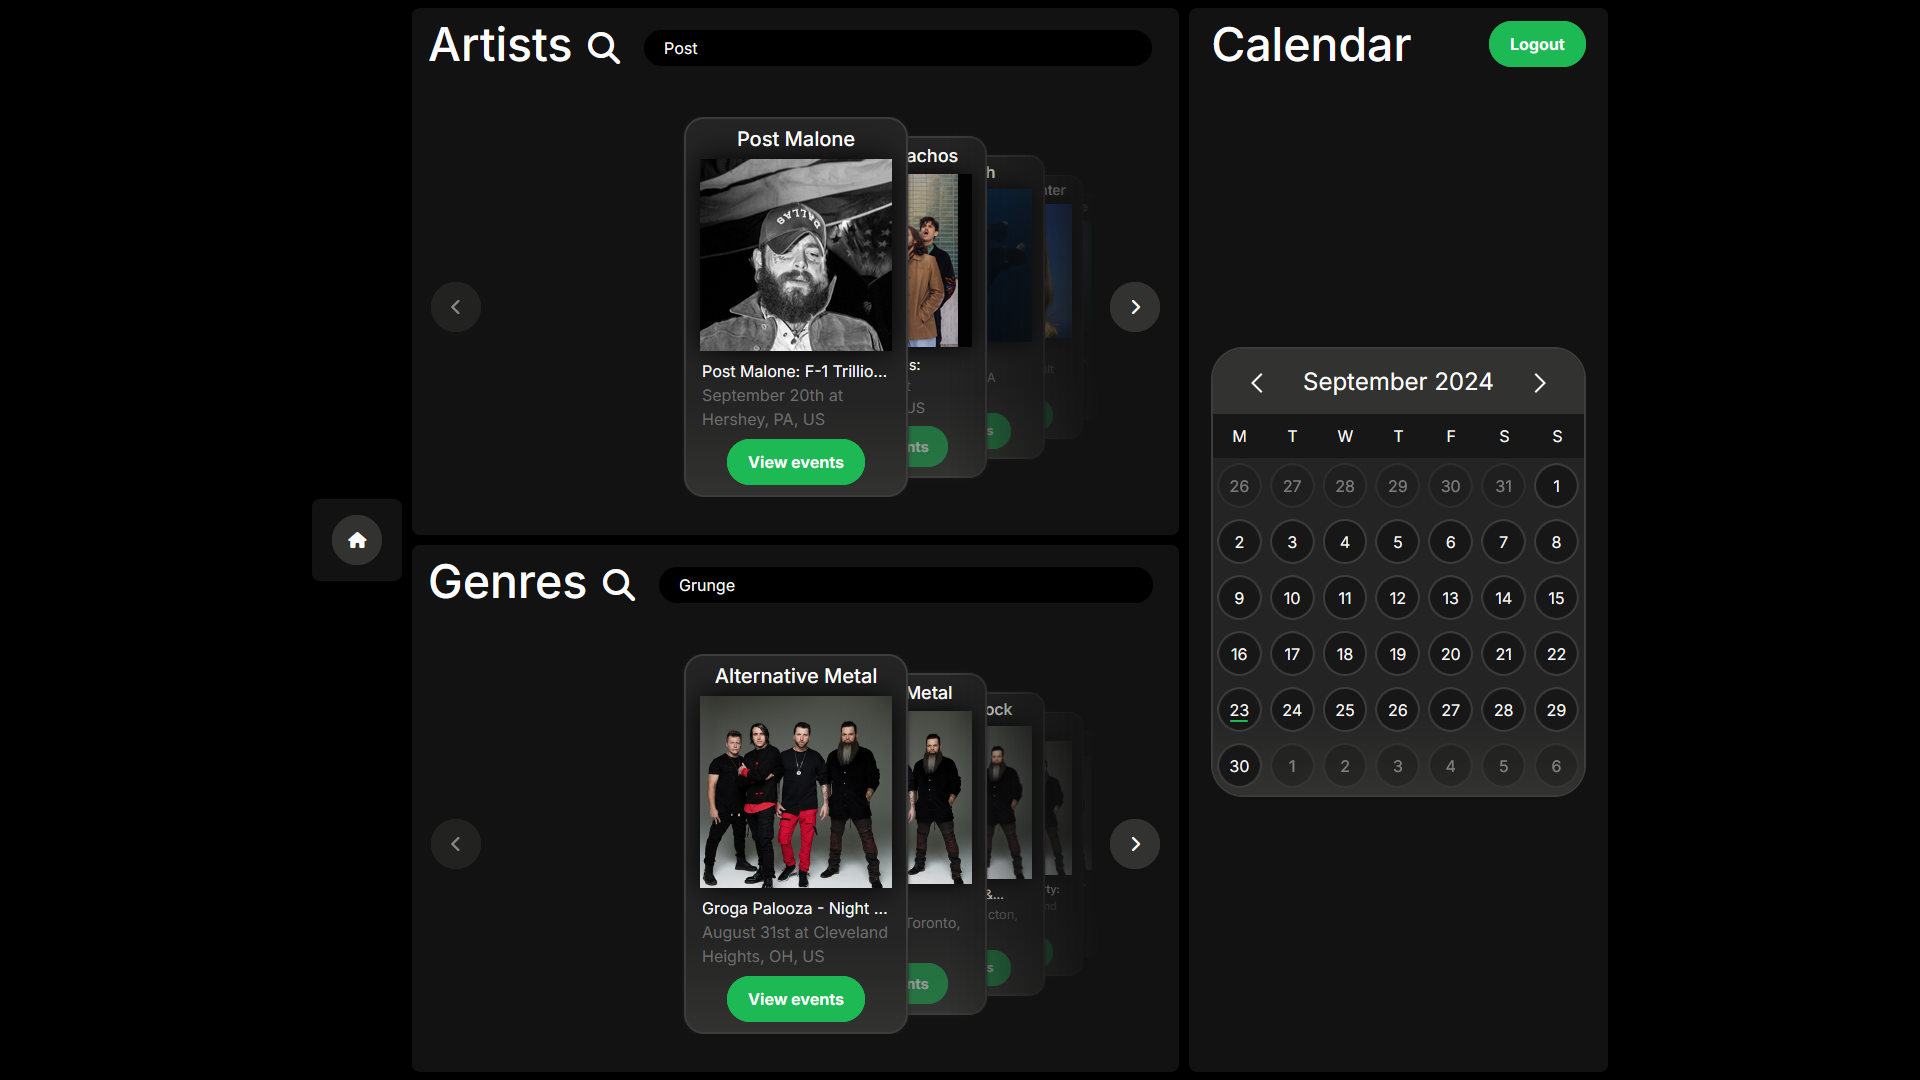 Artists
Post
Post Malone
achos
h
nter
DALLAS
Post Malone: F-1 Trillio...
September 20th at
Hershey, PA, US
View events
s:
t
US
nts
A
s
Genres
Grunge
Alternative Metal
Metal
ock
Groga Palooza - Night ...
August 31st at Cleveland
Heights, OH, US
View events
Toronto,
nts
&...
cton,
s
rty:
nd
Calendar
Logout
September 2024
M T W T F S S
26 27 28 29 30 31 1
2 3 4 5 6 7 8
9 10 11 12 13 14 15
16 17 18 19 20 21 22
23 24 25 26 27 28 29
30 1 2 3 4 5 6